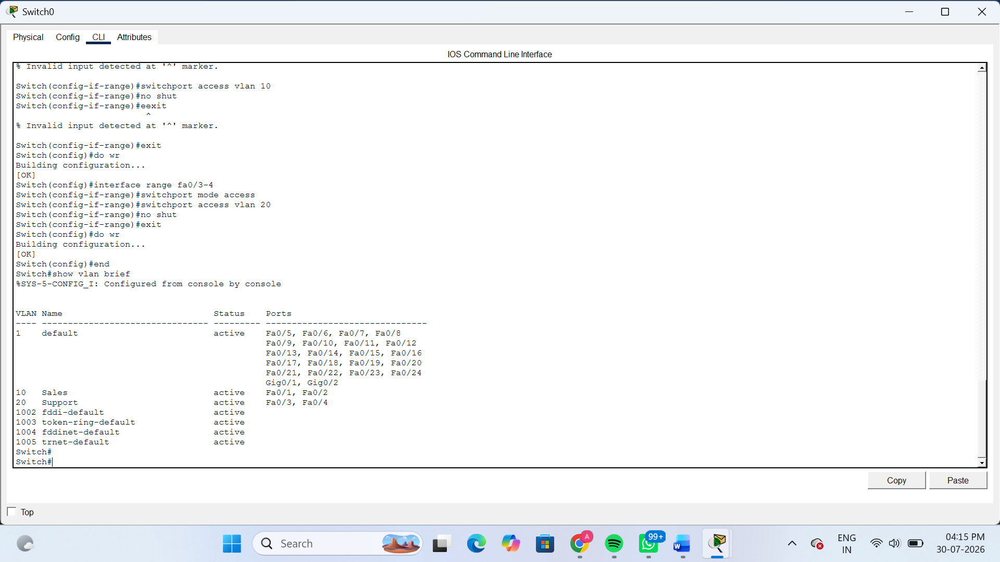 Switch0
Physical Config CLI Attributes
IOS Command Line Interface
% Invalid input detected at '^' marker.
Switch(config-if-range)#switchport access vlan 10
Switch(config-if-range)#no shut
Switch(config-if-range)#eexit
^
% Invalid input detected at '^' marker.
Switch(config-if-range)#exit
Switch(config)#do wr
Building configuration...
[OK]
Switch(config)#interface range fa0/3-4
Switch(config-if-range)#switchport mode access
Switch(config-if-range)#switchport access vlan 20
Switch(config-if-range)#no shut
Switch(config-if-range)#exit
Switch(config)#do wr
Building configuration...
[OK]
Switch(config)#end
Switch#show vlan brief
%SYS-5-CONFIG_I: Configured from console by console
VLAN Name Status Ports
---- -------------------------------- --------- -------------------------------
1 default active Fa0/5, Fa0/6, Fa0/7, Fa0/8
Fa0/9, Fa0/10, Fa0/11, Fa0/12
Fa0/13, Fa0/14, Fa0/15, Fa0/16
Fa0/17, Fa0/18, Fa0/19, Fa0/20
Fa0/21, Fa0/22, Fa0/23, Fa0/24
Gig0/1, Gig0/2
10 Sales active Fa0/1, Fa0/2
20 Support active Fa0/3, Fa0/4
1002 fddi-default active
1003 token-ring-default active
1004 fddinet-default active
1005 trnet-default active
Switch#
Switch#
Copy Paste
Top
Search
A
99+
W
ENG
IN
04:15 PM
30-07-2026